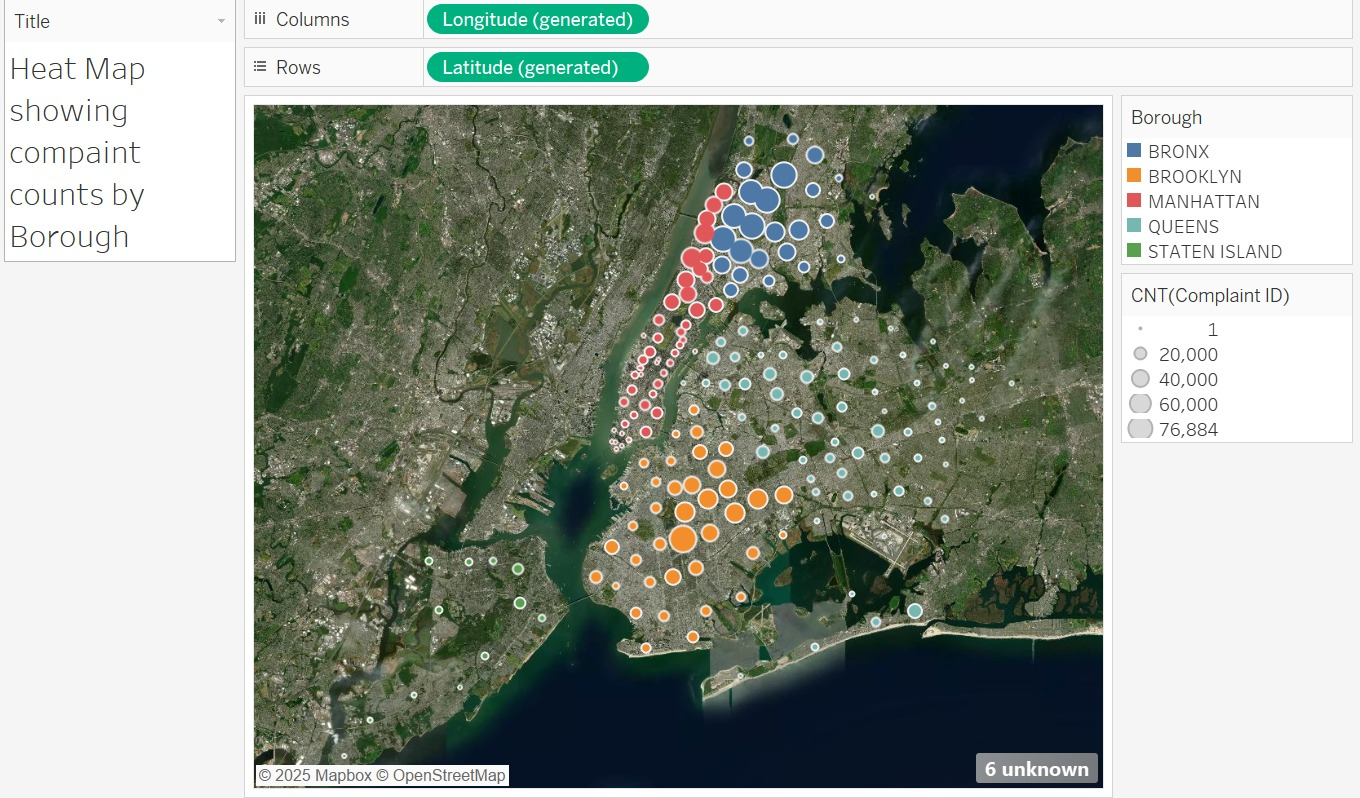 Title
Heat Map
showing
compaint
counts by
Borough
Columns
Longitude (generated)
Rows
Latitude (generated)
Borough
BRONX
BROOKLYN
MANHATTAN
QUEENS
STATEN ISLAND
CNT(Complaint ID)
1
20,000
40,000
60,000
76,884
© 2025 Mapbox © OpenStreetMap
6 unknown